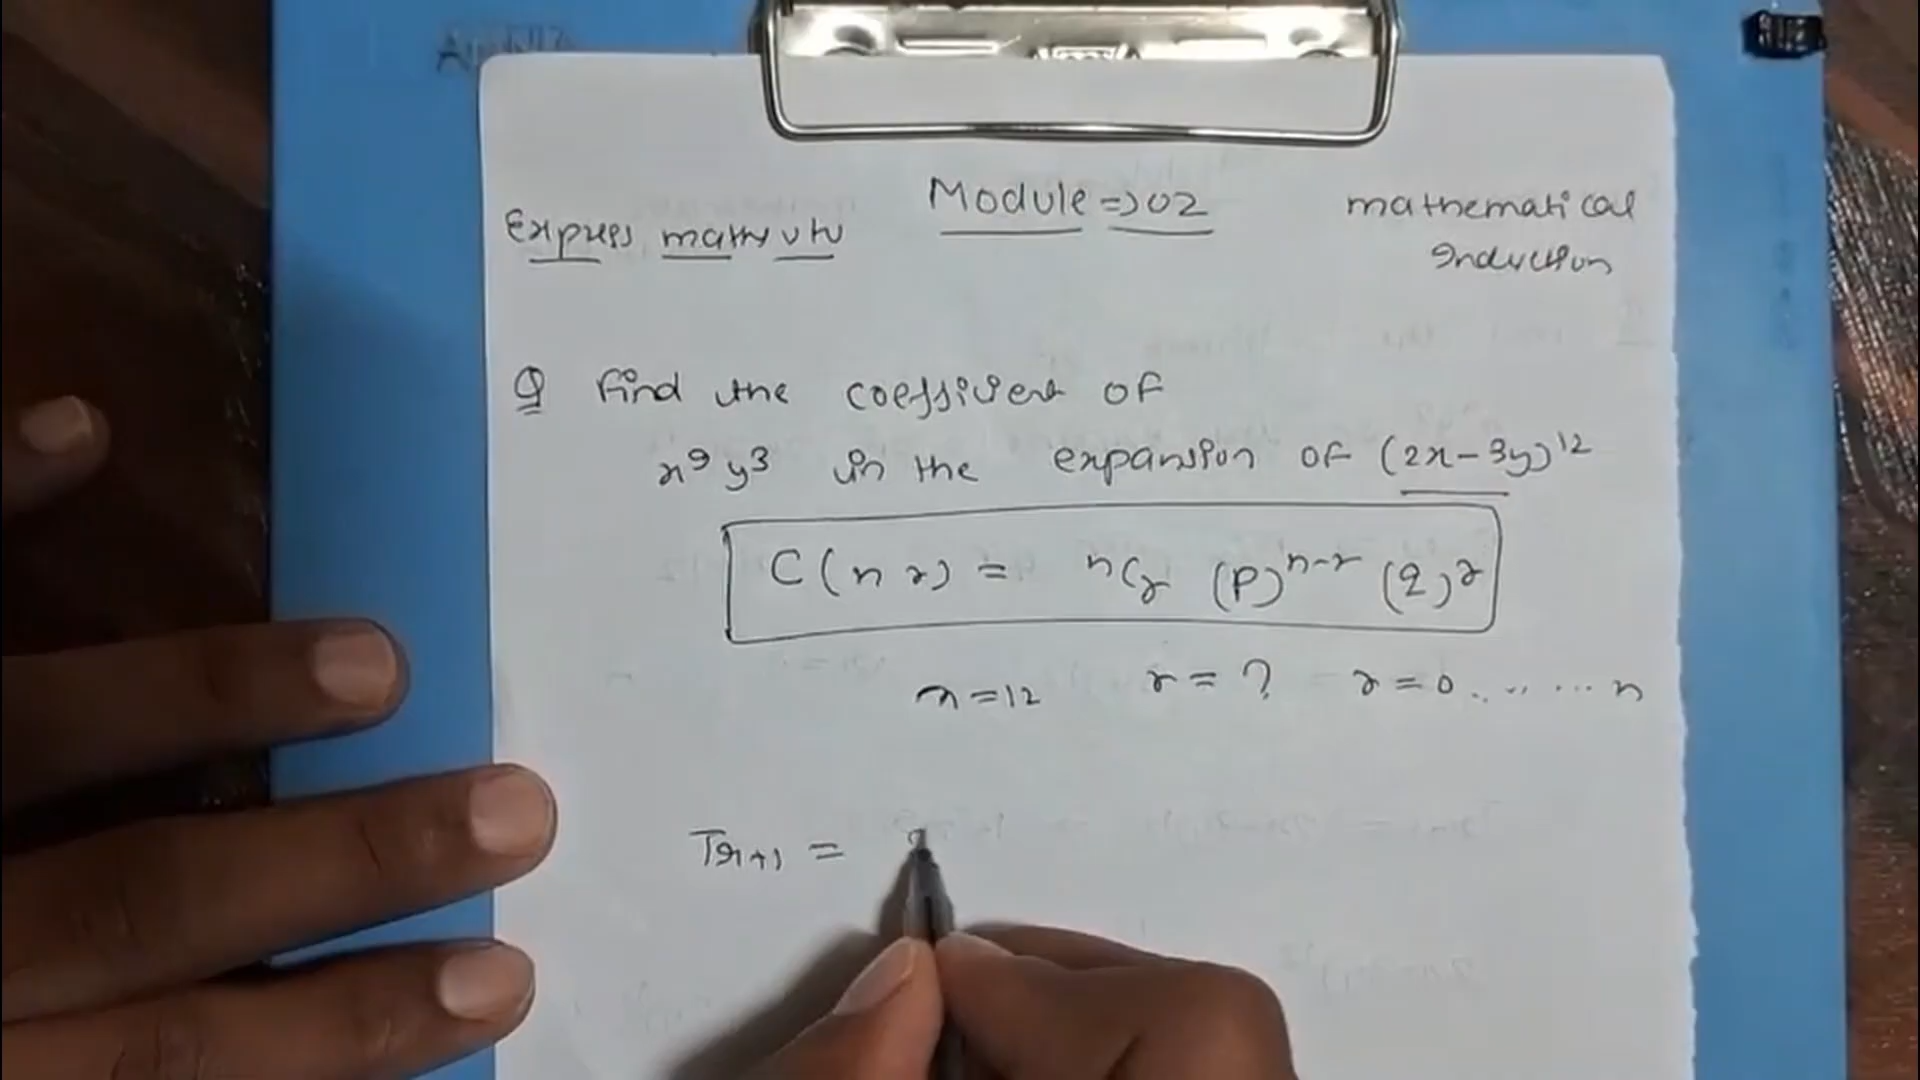 Express maths vtu
Module => 02
mathematical
Induction
Q Find the coefficient of
x⁹ y³ in the expansion of (2x-3y)¹²
C(n r) = ⁿCr (p)ⁿ⁻ʳ (q)ʳ
n=12 r = ? r = 0 ........ n
Tr+1 =